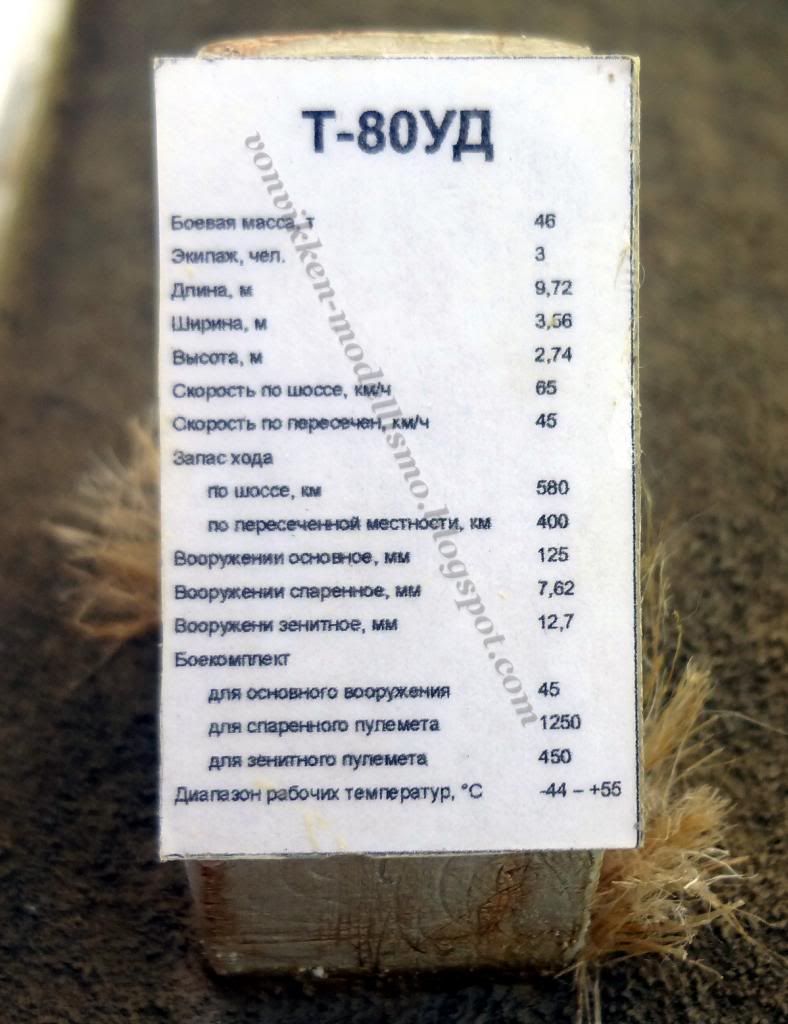 Т-80УД
Боевая масса, т 46
Экипаж, чел. 3
Длина, м 9,72
Ширина, м 3,56
Высота, м 2,74
Скорость по шоссе, км/ч 65
Скорость по пересечен, км/ч 45
Запас хода
по шоссе, км 580
по пересеченной местности, км 400
Вооружении основное, мм 125
Вооружении спаренное, мм 7,62
Вооружени зенитное, мм 12,7
Боекомплект
для основного вооружения 45
для спаренного пулемета 1250
для зенитного пулемета 450
Диапазон рабочих температур, °С -44 – +55
vonvikken-modellismo.blogspot.com